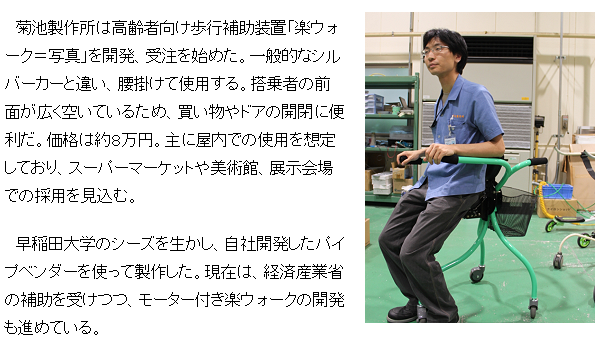 菊池製作所は高齢者向け歩行補助装置「楽ウォ
ーク＝写真」を開発、受注を始めた。一般的なシル
バーカーと違い、腰掛けて使用する。搭乗者の前
面が広く空いているため、買い物やドアの開閉に便
利だ。価格は約８万円。主に屋内での使用を想定
しており、スーパーマーケットや美術館、展示会場
での採用を見込む。
早稲田大学のシーズを生かし、自社開発したパイ
プベンダーを使って製作した。現在は、経済産業省
の補助を受けつつ、モーター付き楽ウォークの開発
も進めている。